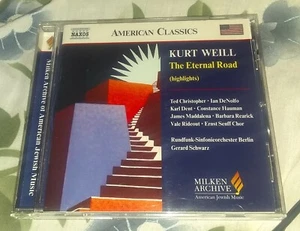 NAXOS
AMERICAN CLASSICS
KURT WEILL
The Eternal Road
(highlights)
Ted Christopher · Ian DeNolfo
Karl Dent · Constance Hauman
James Maddalena · Barbara Rearick
Vale Rideout · Ernst Senff Chor
Rundfunk-Sinfonieorchester Berlin
Gerard Schwarz
MILKEN
ARCHIVE
American Jewish Music
Milken Archive of American Jewish Music